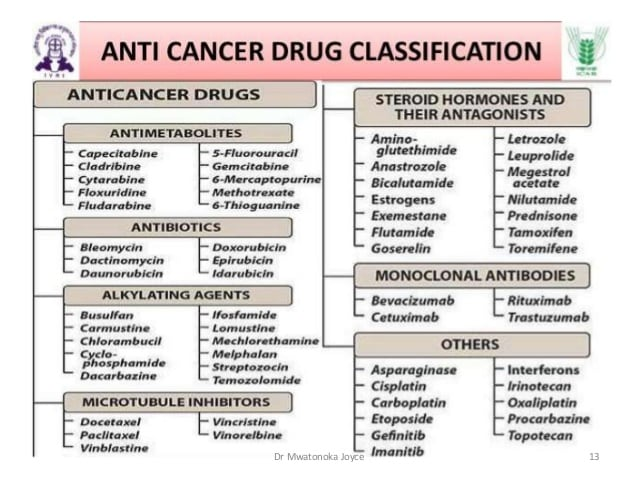 ANTI CANCER DRUG CLASSIFICATION
I V R I
ANTICANCER DRUGS
ANTIMETABOLITES
Capecitabine
Cladribine
Cytarabine
Floxuridine
Fludarabine
5-Fluorouracil
Gemcitabine
6-Mercaptopurine
Methotrexate
6-Thioguanine
ANTIBIOTICS
Bleomycin
Dactinomycin
Daunorubicin
Doxorubicin
Epirubicin
Idarubicin
ALKYLATING AGENTS
Busulfan
Carmustine
Chlorambucil
Cyclo-
phosphamide
Dacarbazine
Ifosfamide
Lomustine
Mechlorethamine
Melphalan
Streptozocin
Temozolomide
MICROTUBULE INHIBITORS
Docetaxel
Paclitaxel
Vinblastine
Vincristine
Vinorelbine
STEROID HORMONES AND
THEIR ANTAGONISTS
Amino-
glutethimide
Anastrozole
Bicalutamide
Estrogens
Exemestane
Flutamide
Goserelin
Letrozole
Leuprolide
Megestrol
acetate
Nilutamide
Prednisone
Tamoxifen
Toremifene
MONOCLONAL ANTIBODIES
Bevacizumab
Cetuximab
Rituximab
Trastuzumab
OTHERS
Asparaginase
Cisplatin
Carboplatin
Etoposide
Gefinitib
Imanitib
Interferons
Irinotecan
Oxaliplatin
Procarbazine
Topotecan
Dr Mwatonoka Joyce
13